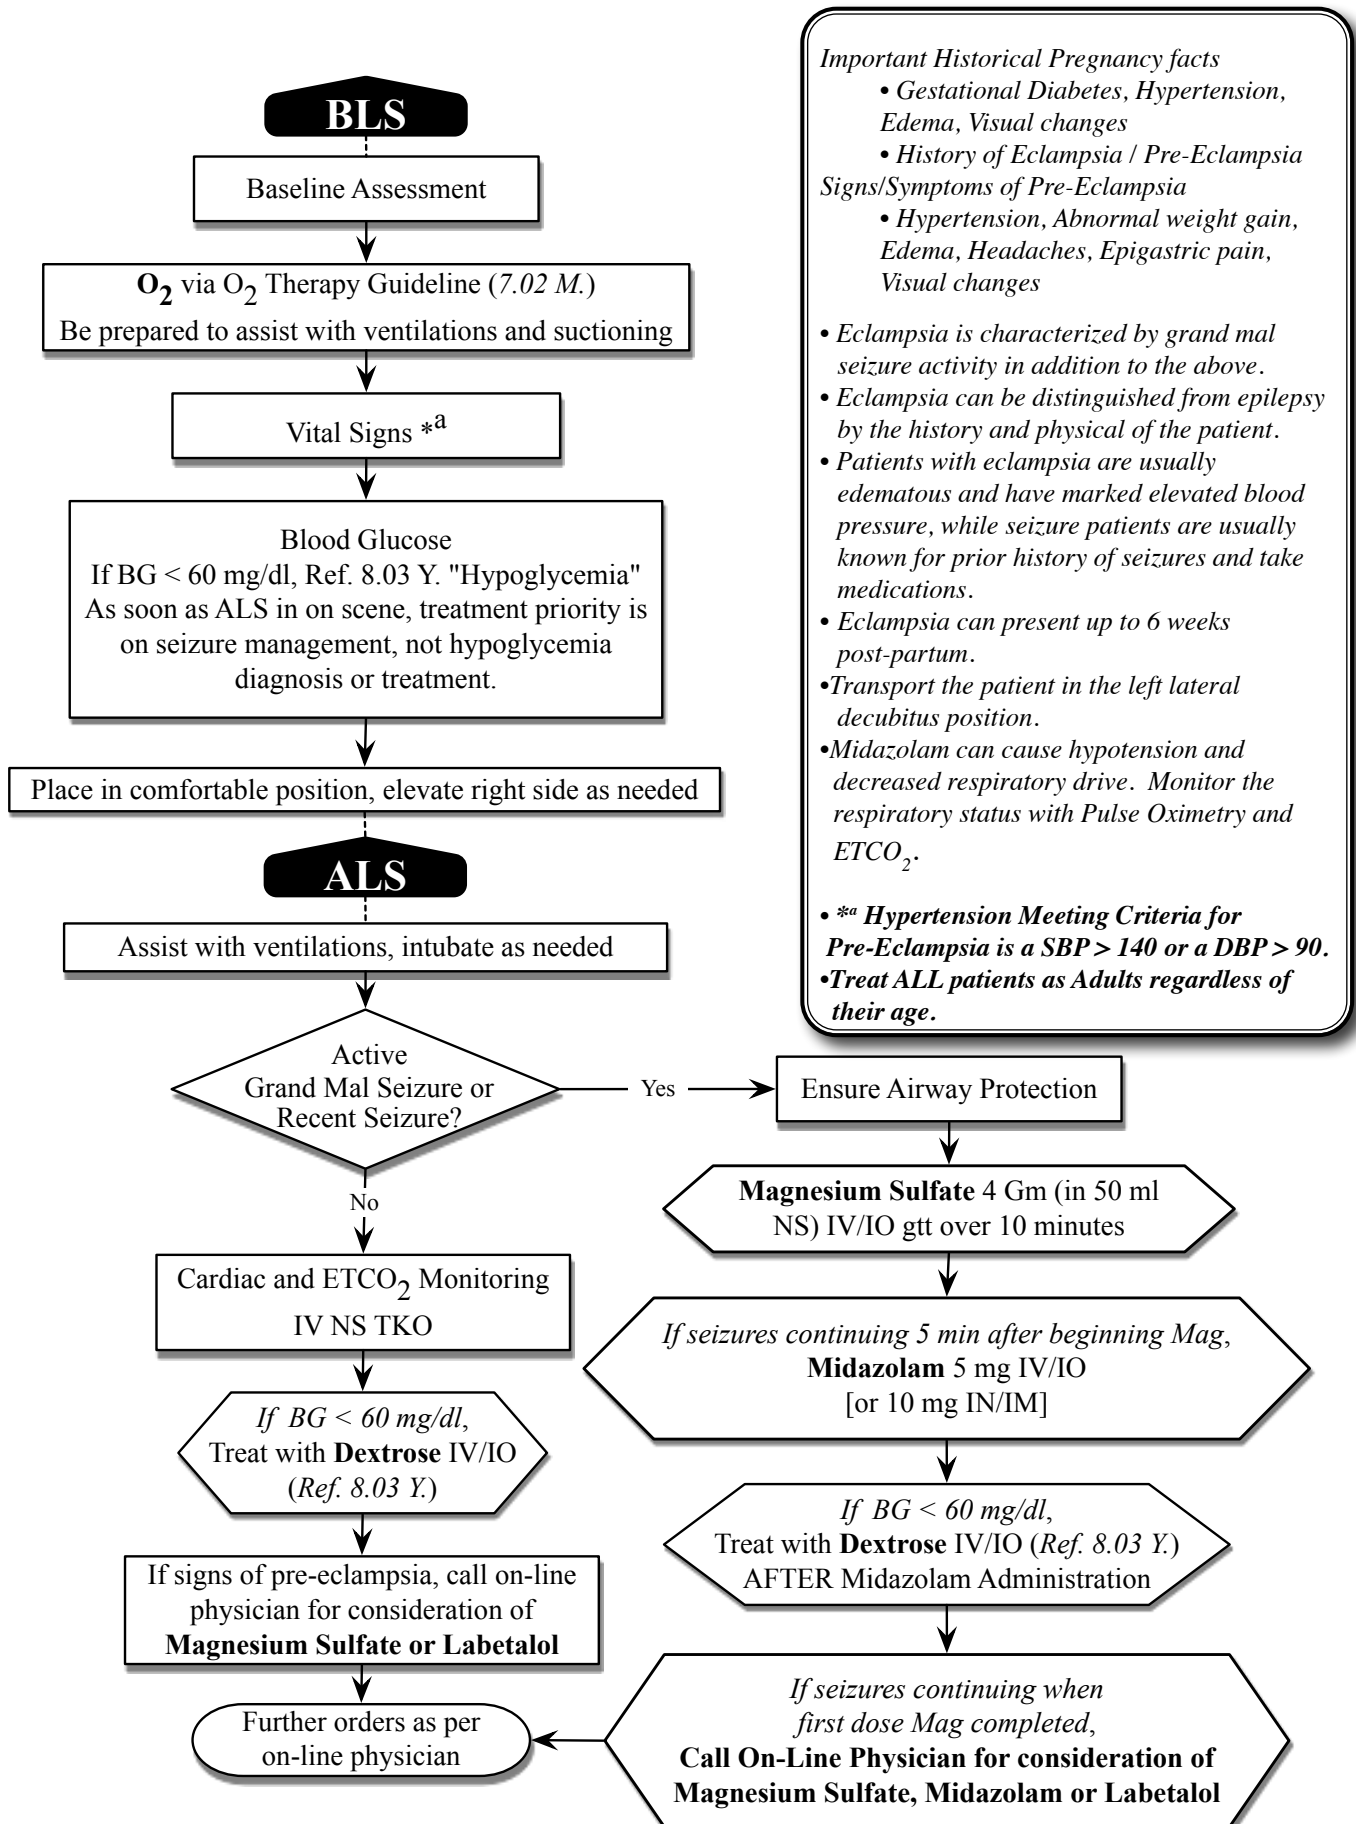 BLS
Baseline Assessment
O2 via O2 Therapy Guideline (7.02 M.)
Be prepared to assist with ventilations and suctioning
Vital Signs *a
Blood Glucose
If BG < 60 mg/dl, Ref. 8.03 Y. "Hypoglycemia"
As soon as ALS in on scene, treatment priority is
on seizure management, not hypoglycemia
diagnosis or treatment.
Place in comfortable position, elevate right side as needed
ALS
Assist with ventilations, intubate as needed
Active
Grand Mal Seizure or
Recent Seizure?
No
Cardiac and ETCO2 Monitoring
IV NS TKO
If BG < 60 mg/dl,
Treat with Dextrose IV/IO
(Ref. 8.03 Y.)
If signs of pre-eclampsia, call on-line
physician for consideration of
Magnesium Sulfate or Labetalol
Further orders as per
on-line physician
Important Historical Pregnancy facts
• Gestational Diabetes, Hypertension,
Edema, Visual changes
• History of Eclampsia / Pre-Eclampsia
Signs/Symptoms of Pre-Eclampsia
• Hypertension, Abnormal weight gain,
Edema, Headaches, Epigastric pain,
Visual changes
• Eclampsia is characterized by grand mal
seizure activity in addition to the above.
• Eclampsia can be distinguished from epilepsy
by the history and physical of the patient.
• Patients with eclampsia are usually
edematous and have marked elevated blood
pressure, while seizure patients are usually
known for prior history of seizures and take
medications.
• Eclampsia can present up to 6 weeks
post-partum.
•Transport the patient in the left lateral
decubitus position.
•Midazolam can cause hypotension and
decreased respiratory drive. Monitor the
respiratory status with Pulse Oximetry and
ETCO2.
• *a Hypertension Meeting Criteria for
Pre-Eclampsia is a SBP > 140 or a DBP > 90.
•Treat ALL patients as Adults regardless of
their age.
Yes
Ensure Airway Protection
Magnesium Sulfate 4 Gm (in 50 ml
NS) IV/IO gtt over 10 minutes
If seizures continuing 5 min after beginning Mag,
Midazolam 5 mg IV/IO
[or 10 mg IN/IM]
If BG < 60 mg/dl,
Treat with Dextrose IV/IO (Ref. 8.03 Y.)
AFTER Midazolam Administration
If seizures continuing when
first dose Mag completed,
Call On-Line Physician for consideration of
Magnesium Sulfate, Midazolam or Labetalol